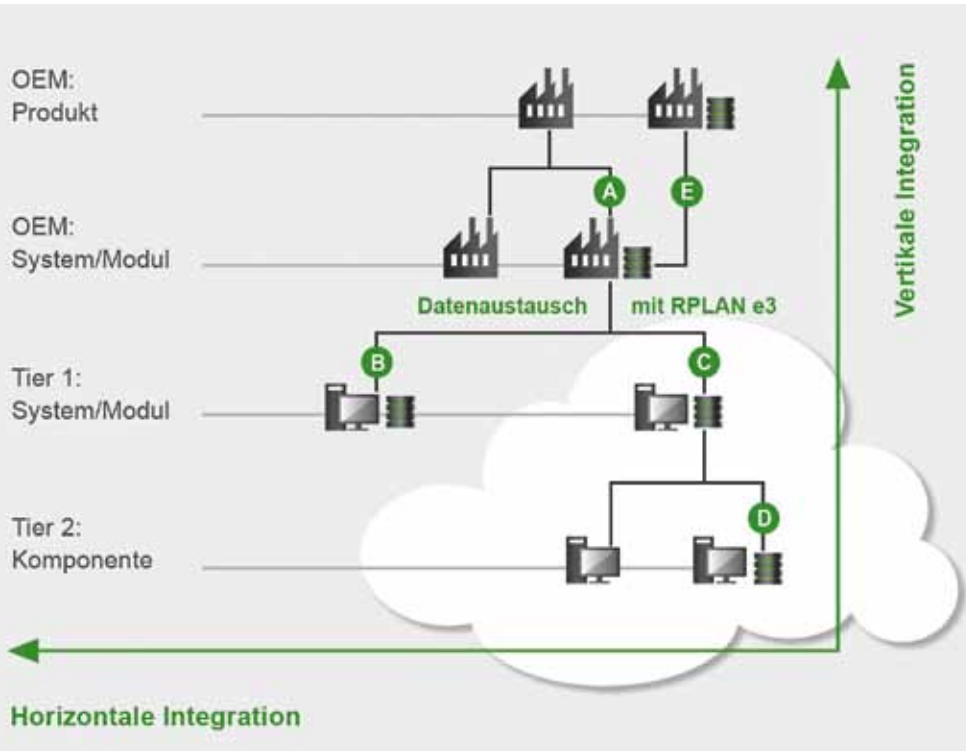 OEM:
Produkt
A
E
OEM:
System/Modul
Datenaustausch mit RPLAN e3
B
C
Tier 1:
System/Modul
D
Tier 2:
Komponente
Vertikale Integration
Horizontale Integration